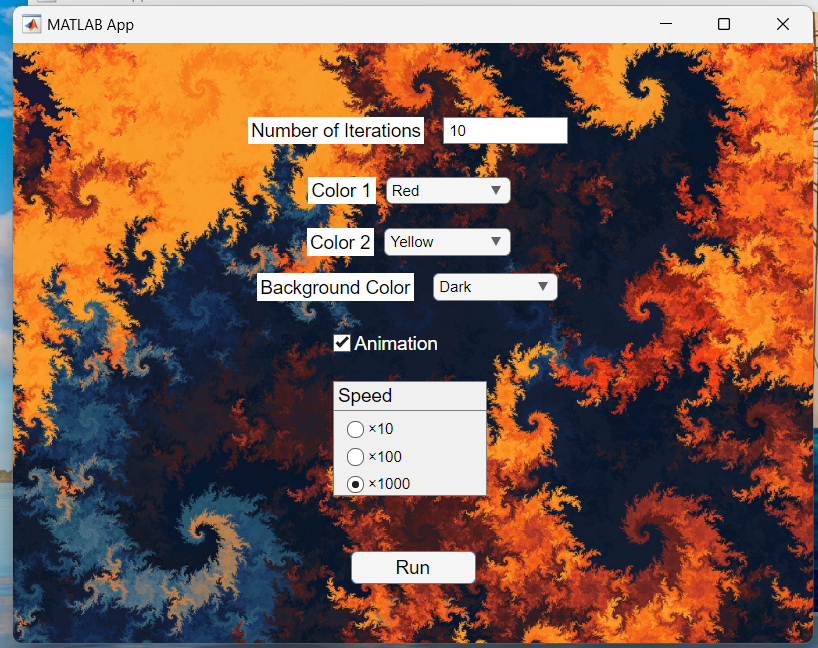 MATLAB App
Number of Iterations 10
Color 1 Red
Color 2 Yellow
Background Color Dark
Animation
Speed
×10
×100
×1000
Run